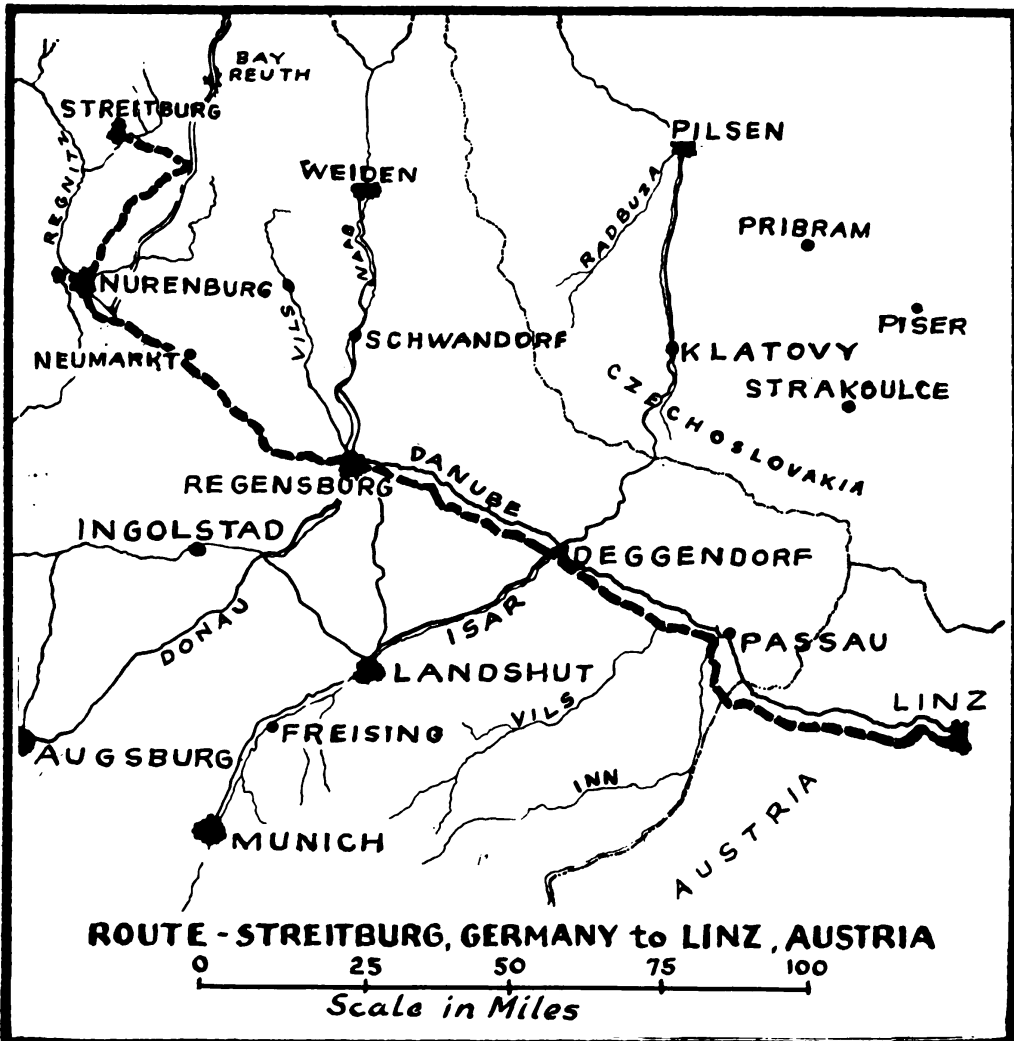 BAY
REUTH
STREITBURG
PILSEN
REGNITZ
WEIDEN
RADBUZA
PRIBRAM
NAAB
NURENBURG
VILS
PISER
SCHWANDORF
KLATOVY
NEUMARKT
STRAKOULCE
CZECHOSLOVAKIA
DANUBE
REGENSBURG
INGOLSTAD
DEGGENDORF
ISAR
DONAU
PASSAU
LANDSHUT
LINZ
VILS
FREISING
AUGSBURG
INN
AUSTRIA
MUNICH
ROUTE - STREITBURG, GERMANY to LINZ, AUSTRIA
0 25 50 75 100
Scale in Miles